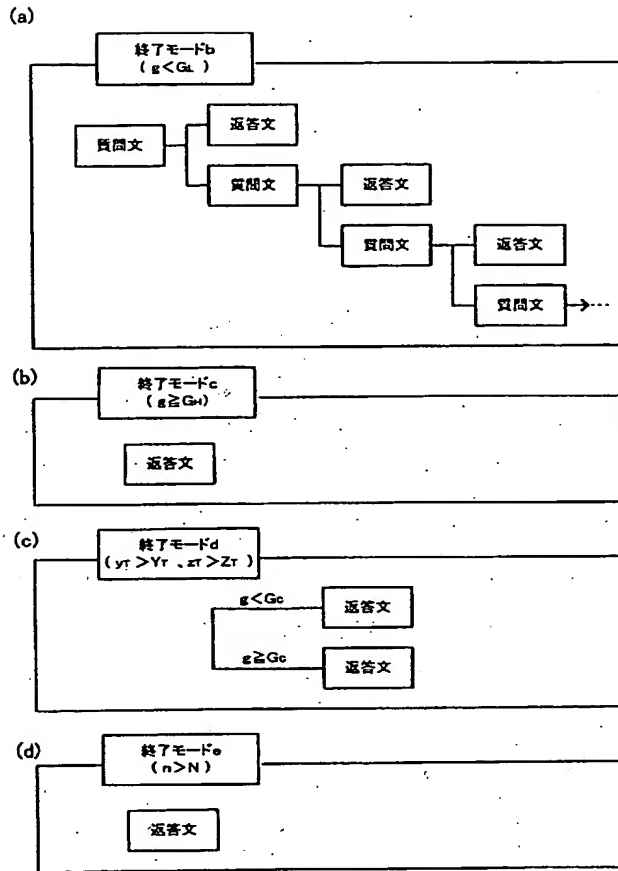 (a)
終了モードb
( g<GL )
返答文
質問文
質問文
返答文
質問文
返答文
質問文
(b)
終了モードc
( g≧GH)
返答文
(c)
終了モードd
( yT >YT 、zT >ZT )
g<Gc
返答文
g≧Gc
返答文
(d)
終了モードe
( n>N )
返答文